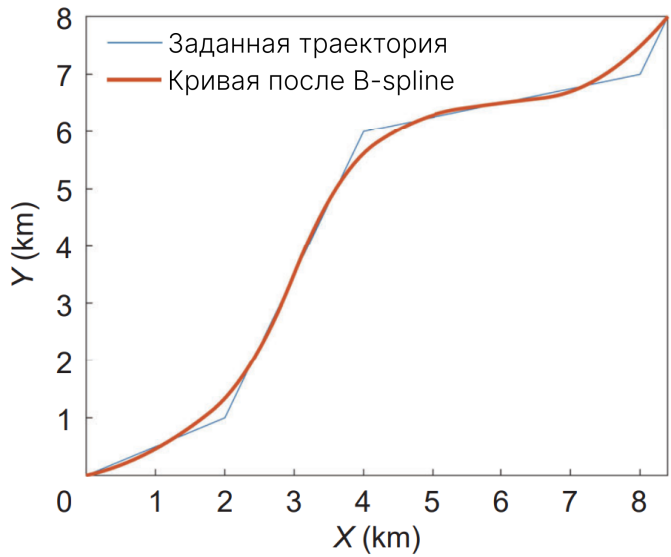 Заданная траектория
Кривая после B-spline
8
7
6
5
4
3
2
1
0
1 2 3 4 5 6 7 8
Y (km)
X (km)